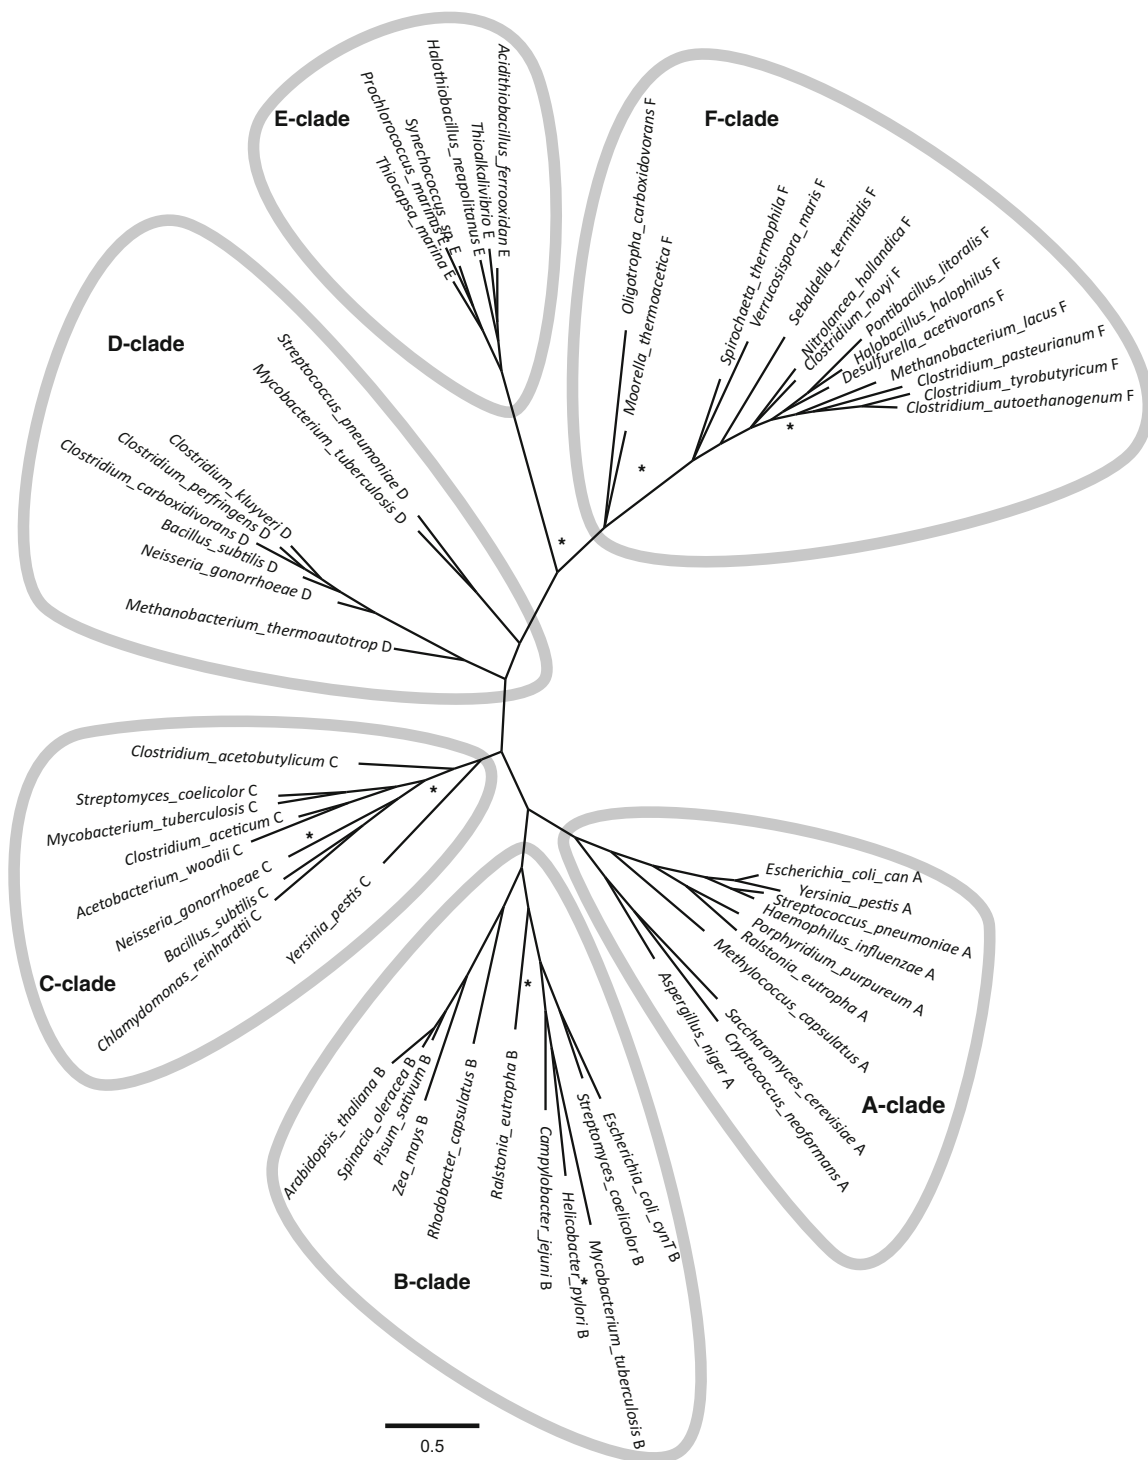 E-clade
Prochlorococcus_marinus E
Thiocapsa_marina E
Synechococcus_sp. E
Halothiobacillus_neapolitanus E
Thioalkalivibrio E
Acidithiobacillus_ferrooxidan E
F-clade
Oligotropha_carboxidovorans F
Moorella_thermoacetica F
Spirochaeta_thermophila F
Verrucosispora_maris F
Sebaldella_termitidis F
Nitrolancea_hollandica F
Clostridium_novyi F
Pontibacillus_litoralis F
Halobacillus_halophilus F
Desulfurella_acetivorans F
Methanobacterium_lacus F
Clostridium_pasteurianum F
Clostridium_tyrobutyricum F
Clostridium_autoethanogenum F
*
*
*
D-clade
Streptococcus_pneumoniae D
Mycobacterium_tuberculosis D
Clostridium_kluyveri D
Clostridium_perfringens D
Clostridium_carboxidivorans D
Bacillus_subtilis D
Neisseria_gonorrhoeae D
Methanobacterium_thermoautotrop D
Clostridium_acetobutylicum C
Streptomyces_coelicolor C
Mycobacterium_tuberculosis C
Clostridium_aceticum C
Acetobacterium_woodii C
Neisseria_gonorrhoeae C
Bacillus_subtilis C
Chlamydomonas_reinhardtii C
Yersinia_pestis C
*
*
C-clade
Escherichia_coli_can A
Yersinia_pestis A
Streptococcus_pneumoniae A
Haemophilus_influenzae A
Porphyridium_purpureum A
Ralstonia_eutropha A
Methylococcus_capsulatus A
Saccharomyces_cerevisiae A
Cryptococcus_neoformans A
Aspergillus_niger A
A-clade
Arabidopsis_thaliana B
Spinacia_oleracea B
Pisum_sativum B
Zea_mays B
Rhodobacter_capsulatus B
Ralstonia_eutropha B
Campylobacter_jejuni B
Helicobacter_pylori B
Mycobacterium_tuberculosis B
Streptomyces_coelicolor B
Escherichia_coli_cynT B
*
*
B-clade
0.5